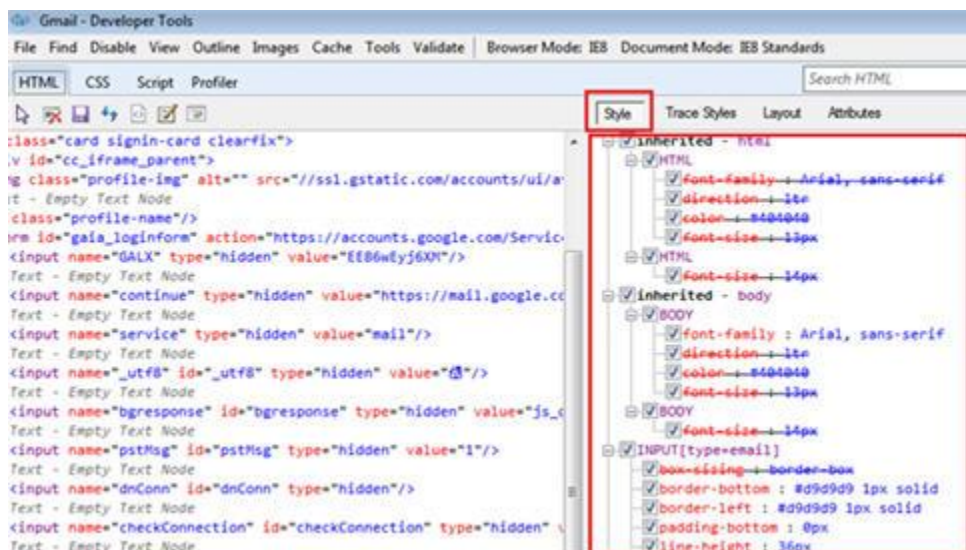 Gmail - Developer Tools
File Find Disable View Outline Images Cache Tools Validate Browser Mode: IE8 Document Mode: IE8 Standards
HTML CSS Script Profiler
Search HTML
Style Trace Styles Layout Attributes
class="card signin-card clearfix">
v id="cc_iframe_parent">
g class="profile-img" alt="" src="//ssl.gstatic.com/accounts/ui/a
t - Empty Text Node
class="profile-name"/>
rm id="gaia_loginform" action="https://accounts.google.com/Servic
<input name="GALX" type="hidden" value="EE86wEyj6XM"/>
Text - Empty Text Node
<input name="continue" type="hidden" value="https://mail.google.co
Text - Empty Text Node
<input name="service" type="hidden" value="mail"/>
Text - Empty Text Node
<input name="_utf8" id="_utf8" type="hidden" value="
"/>
Text - Empty Text Node
<input name="bgresponse" id="bgresponse" type="hidden" value="js_d
Text - Empty Text Node
<input name="pstMsg" id="pstMsg" type="hidden" value="1"/>
Text - Empty Text Node
<input name="dnConn" id="dnConn" type="hidden"/>
Text - Empty Text Node
<input name="checkConnection" id="checkConnection" type="hidden" v
Text - Empty Text Node
inherited - html
HTML
font-family : Arial, sans-serif
direction : ltr
color : #404040
font-size : 13px
HTML
font-size : 14px
inherited - body
BODY
font-family : Arial, sans-serif
direction : ltr
color : #404040
font-size : 13px
BODY
font-size : 14px
INPUT[type=email]
box-sizing : border-box
border-bottom : #d9d9d9 1px solid
border-left : #d9d9d9 1px solid
padding-bottom : 0px
line-height : 36px